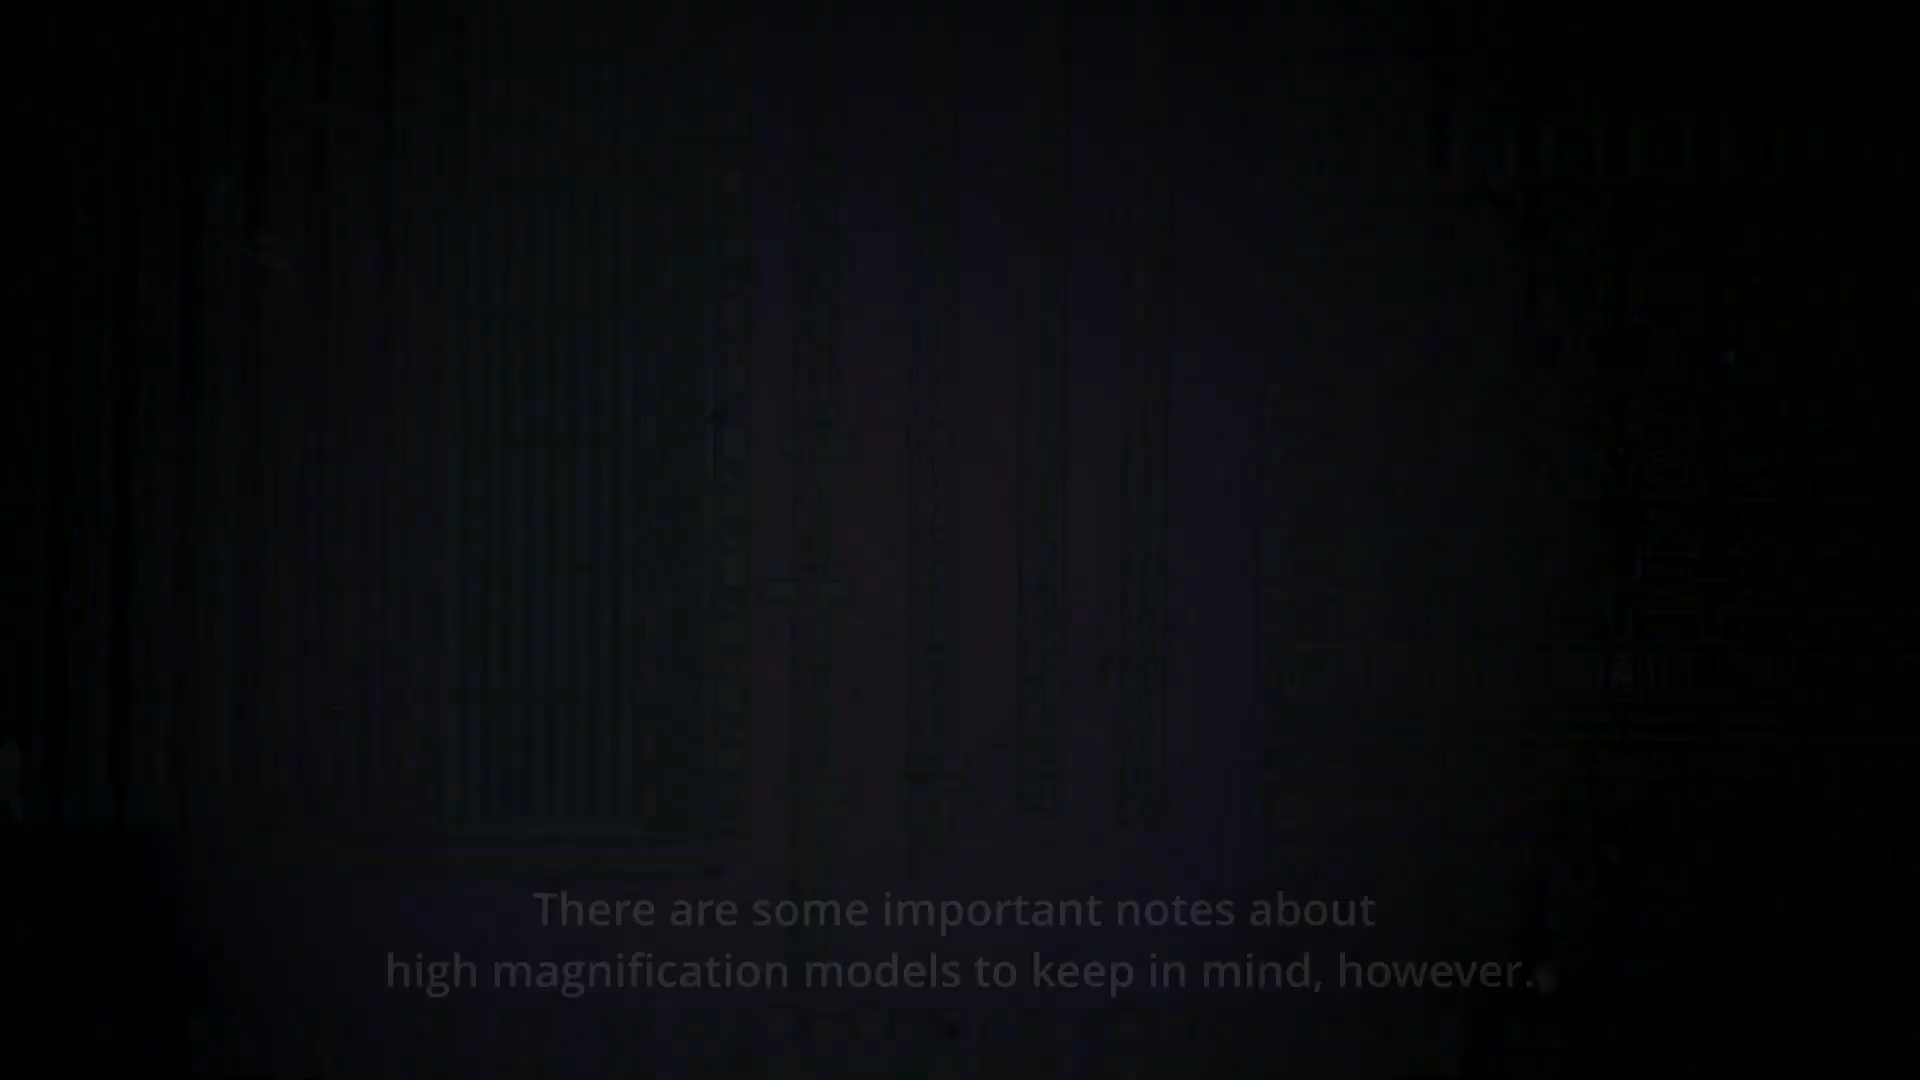 There are some important notes about
high magnification models to keep in mind, however.